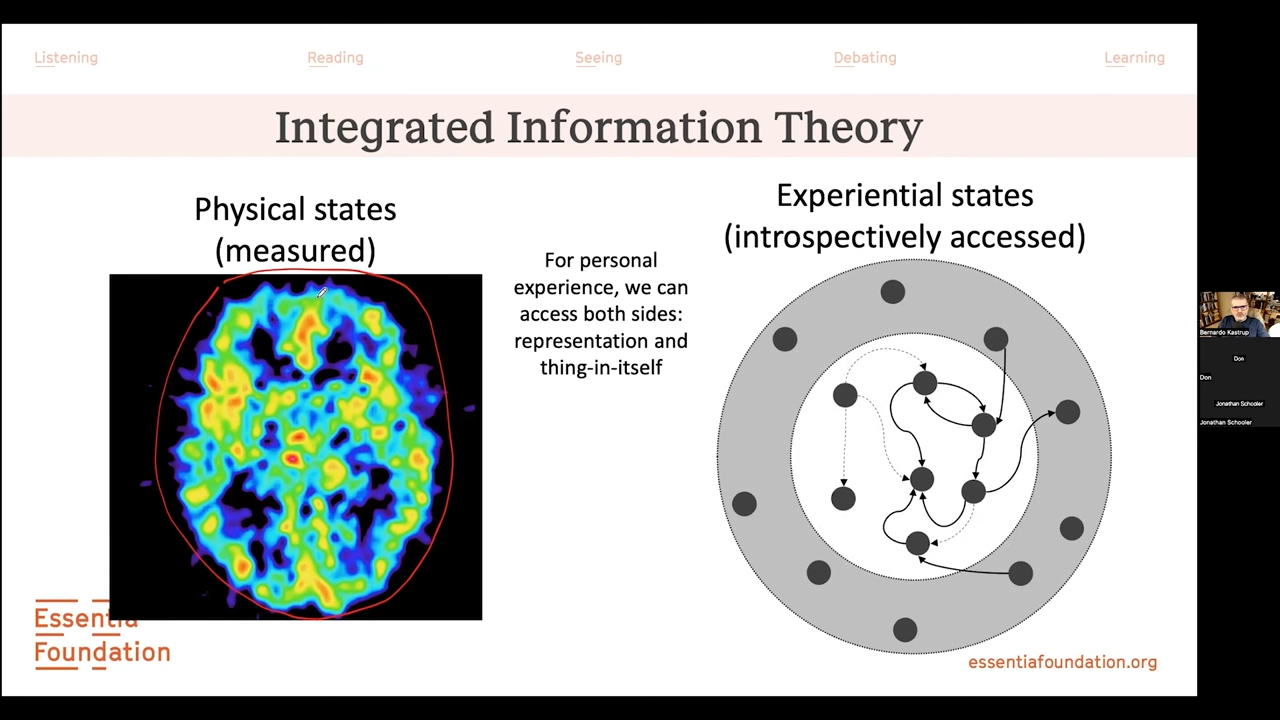 Listening
Reading
Seeing
Debating
Learning
Integrated Information Theory
Physical states
(measured)
For personal
experience, we can
access both sides:
representation and
thing-in-itself
Experiential states
(introspectively accessed)
Essentia
Foundation
essentiafoundation.org
Bernardo Kastrup
Don
Don
Jonathan Schooler
Jonathan Schooler